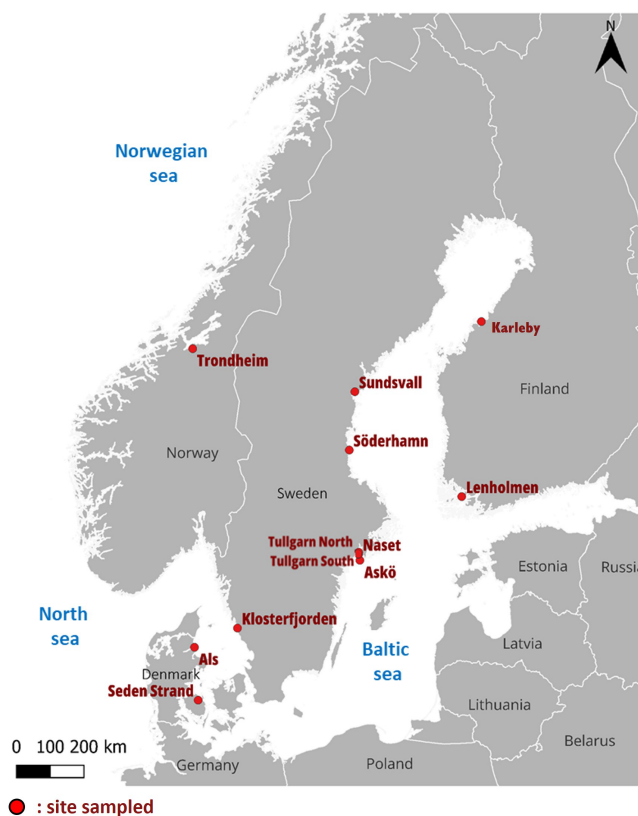 N
Norwegian
sea
Karleby
Trondheim
Sundsvall
Finland
Söderhamn
Norway
Lenholmen
Sweden
Tullgarn North
Naset
Tullgarn South
Askö
Estonia
Russia
North
sea
Klosterfjorden
Baltic
sea
Latvia
Als
Denmark
Seden Strand
Lithuania
Belarus
0 100 200 km
Germany
Poland
: site sampled